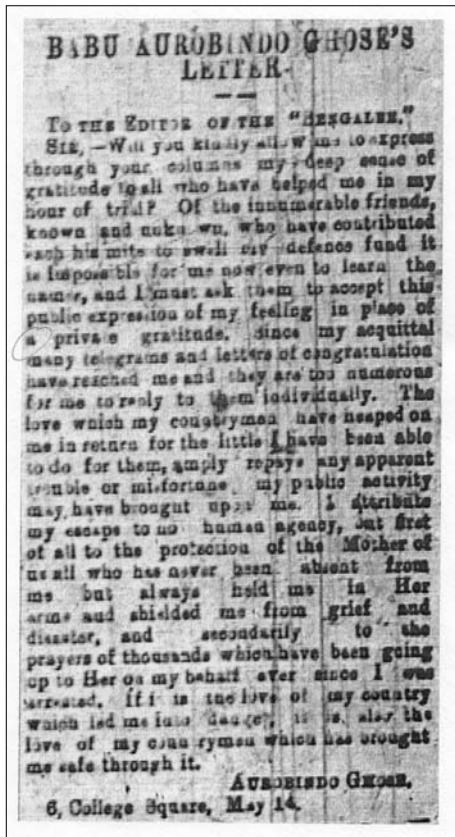 BABU AUROBINDO GHOSE'S
LETTER.
TO THE EDITOR OF THE "BENGALEE."
SIR,—Will you kindly allow me to express
through your columns my deep sense of
gratitude to all who have helped me in my
hour of trial? Of the innumerable friends,
known and unknown, who have contributed
each his mite to swell my defence fund it
is impossible for me now even to learn the
names, and I must ask them to accept this
public expression of my feeling in place of
a private gratitude. Since my acquittal
many telegrams and letters of congratulation
have reached me and they are too numerous
for me to reply to them individually. The
love which my countrymen have heaped on
me in return for the little I have been able
to do for them, amply repays any apparent
trouble or misfortune my public activity
may have brought upon me. I attribute
my escape to no human agency, but first
of all to the protection of the Mother of
us all who has never been absent from
me but always held me in Her
arms and shielded me from grief and
disaster, and secondarily to the
prayers of thousands which have been going
up to Her on my behalf ever since I was
arrested. If it is the love of my country
which led me into danger, it is also the
love of my countrymen which has brought
me safe through it.
AUROBINDO GHOSE.
6, College Square, May 14.